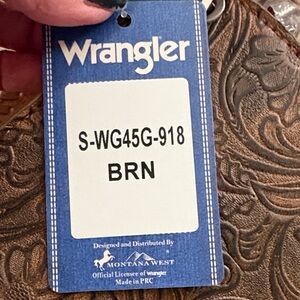 Wrangler
S-WG45G-918
BRN
Designed and Distributed By
MONTANA WEST
Official Licensee of Wrangler
Made in PRC